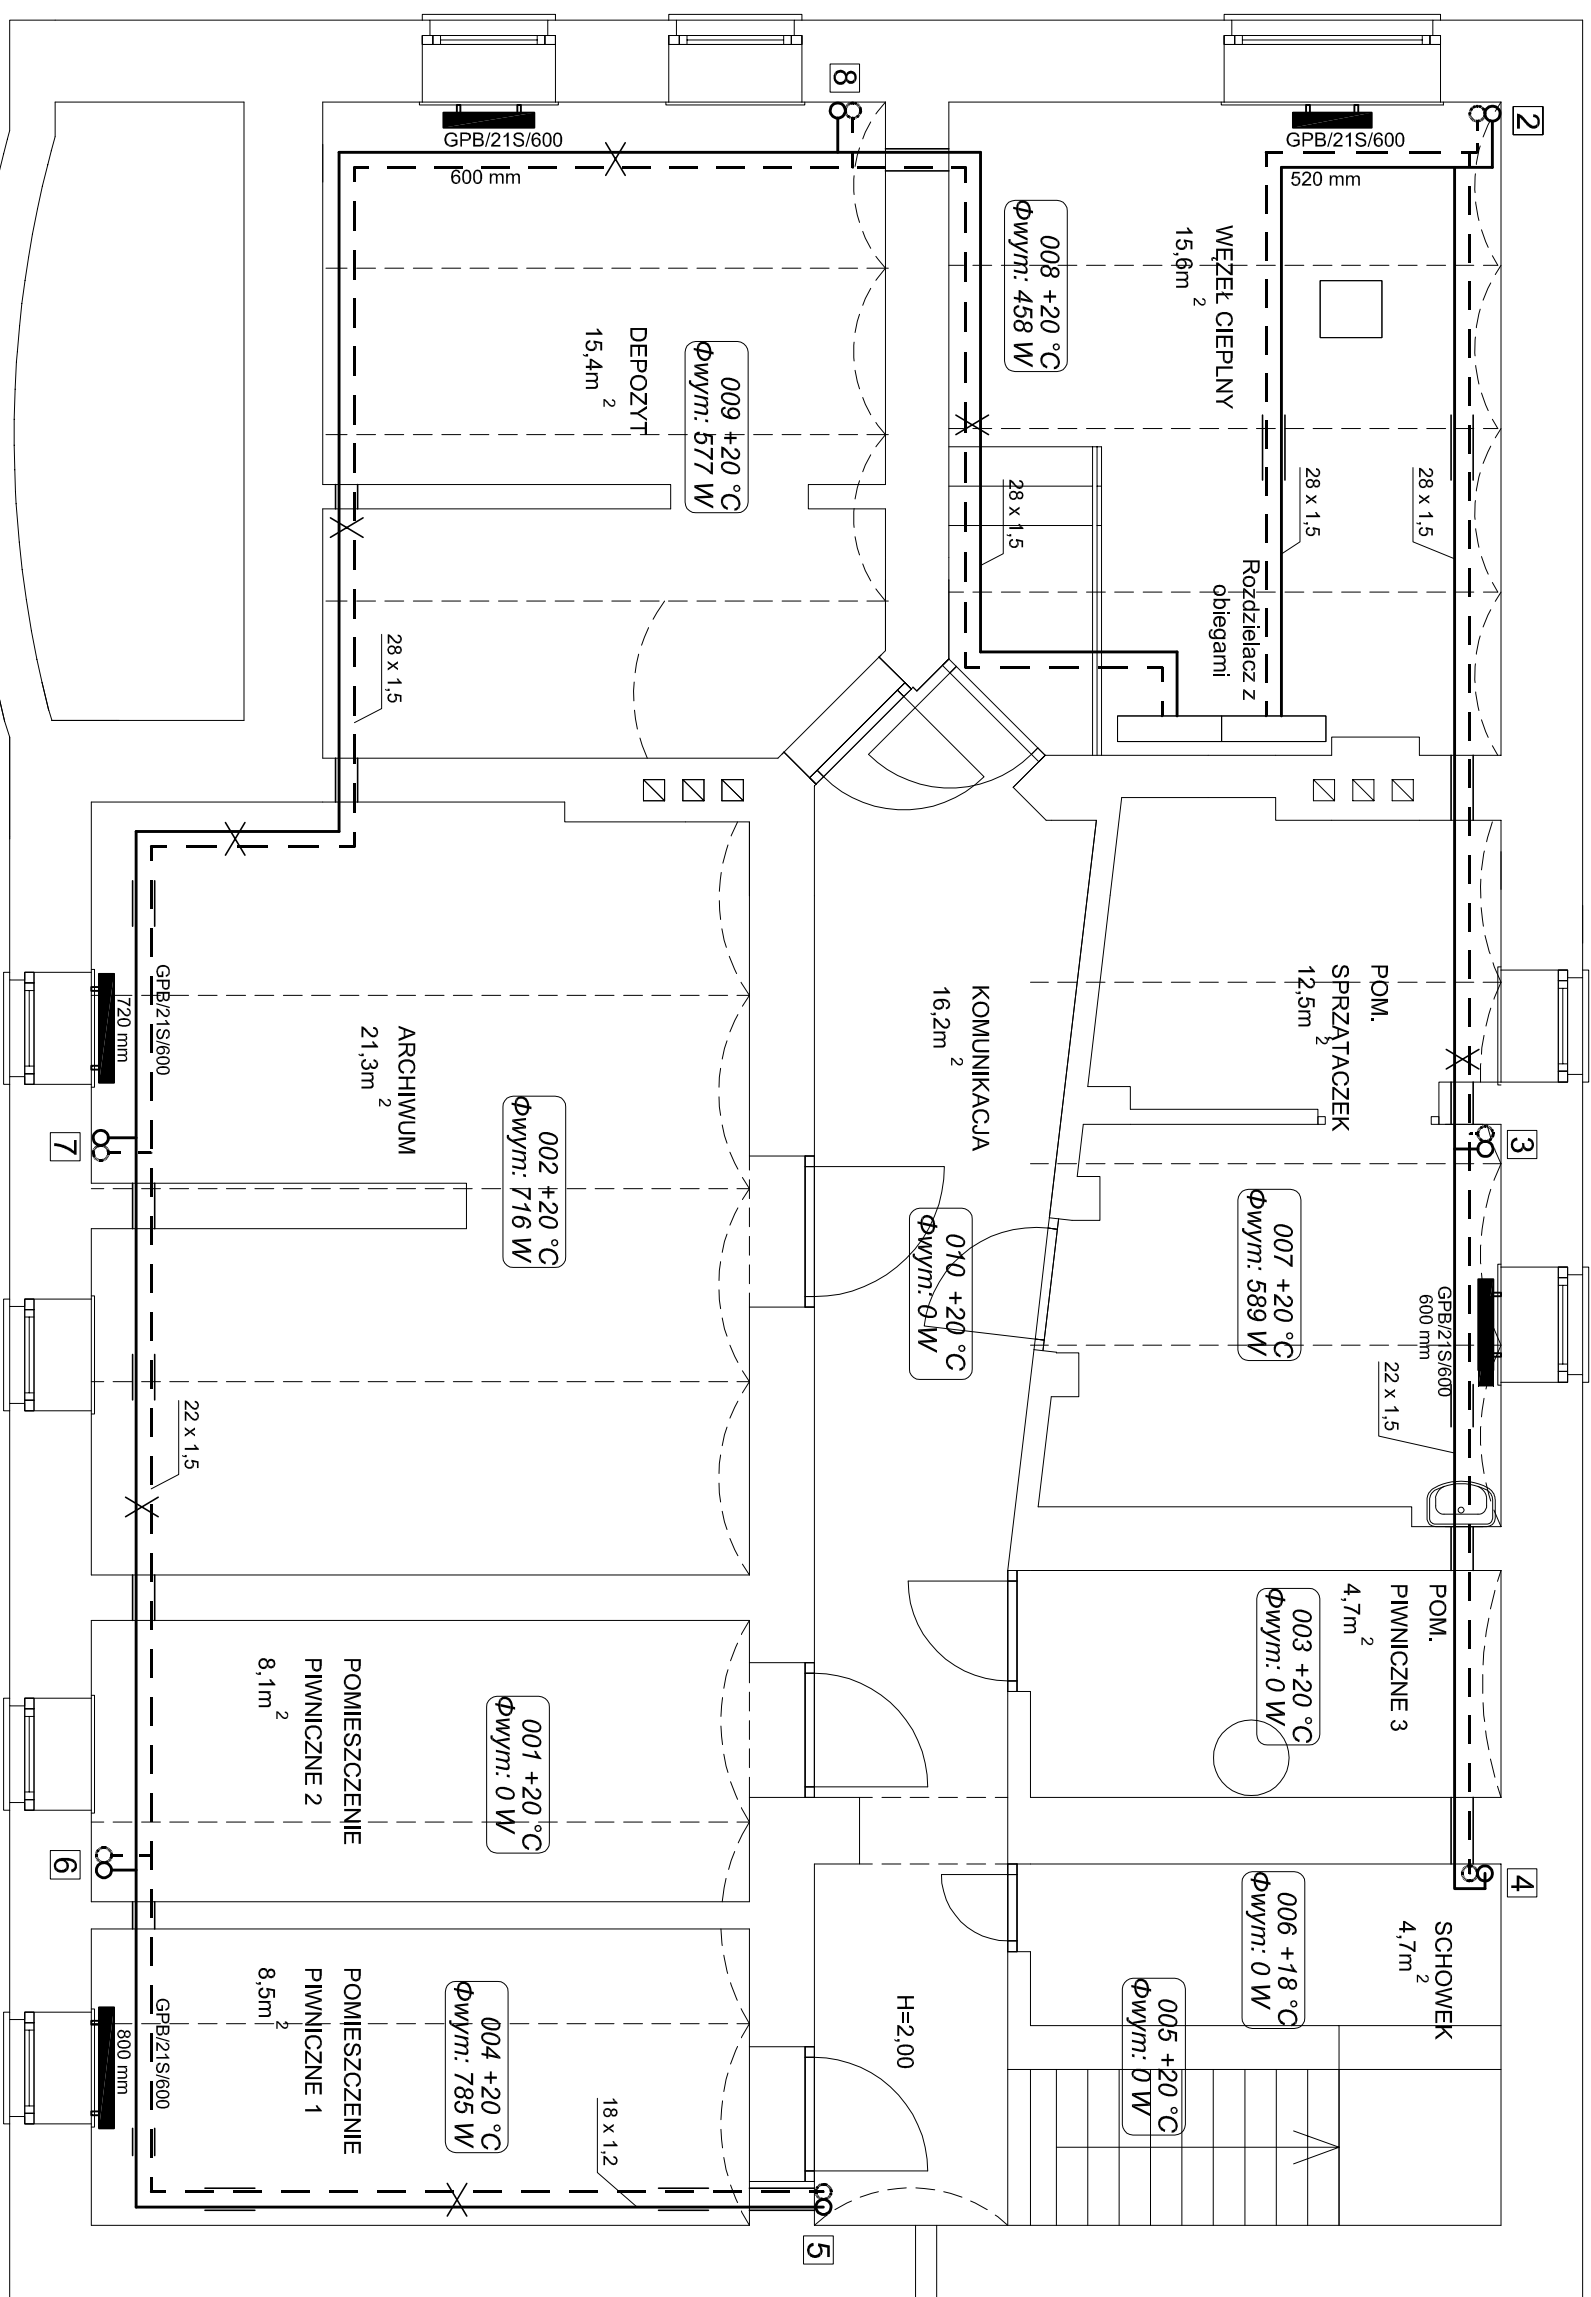 2
GPB/21S/600
520 mm
WĘZEŁ CIEPLNY
15,6m 2
008 +20 °C
Φwym: 458 W
28 x 1,5
28 x 1,5
28 x 1,5
Rozdzielacz z
obiegami
8
GPB/21S/600
600 mm
DEPOZYT
15,4m 2
009 +20 °C
Φwym: 577 W
28 x 1,5
POM.
SPRZĄTACZEK
12,5m 2
3
007 +20 °C
Φwym: 589 W
GPB/21S/600
600 mm
22 x 1,5
KOMUNIKACJA
16,2m 2
010 +20 °C
Φwym: 0 W
GPB/21S/600
720 mm
ARCHIWUM
21,3m 2
002 +20 °C
Φwym: 716 W
7
22 x 1,5
POM.
PIWNICZNE 3
4,7m 2
003 +20 °C
Φwym: 0 W
4
POMIESZCZENIE
PIWNICZNE 2
8,1m 2
001 +20 °C
Φwym: 0 W
6
SCHOWEK
4,7m 2
006 +18 °C
Φwym: 0 W
005 +20 °C
Φwym: 0 W
H=2,00
POMIESZCZENIE
PIWNICZNE 1
8,5m 2
004 +20 °C
Φwym: 785 W
GPB/21S/600
800 mm
18 x 1,2
5